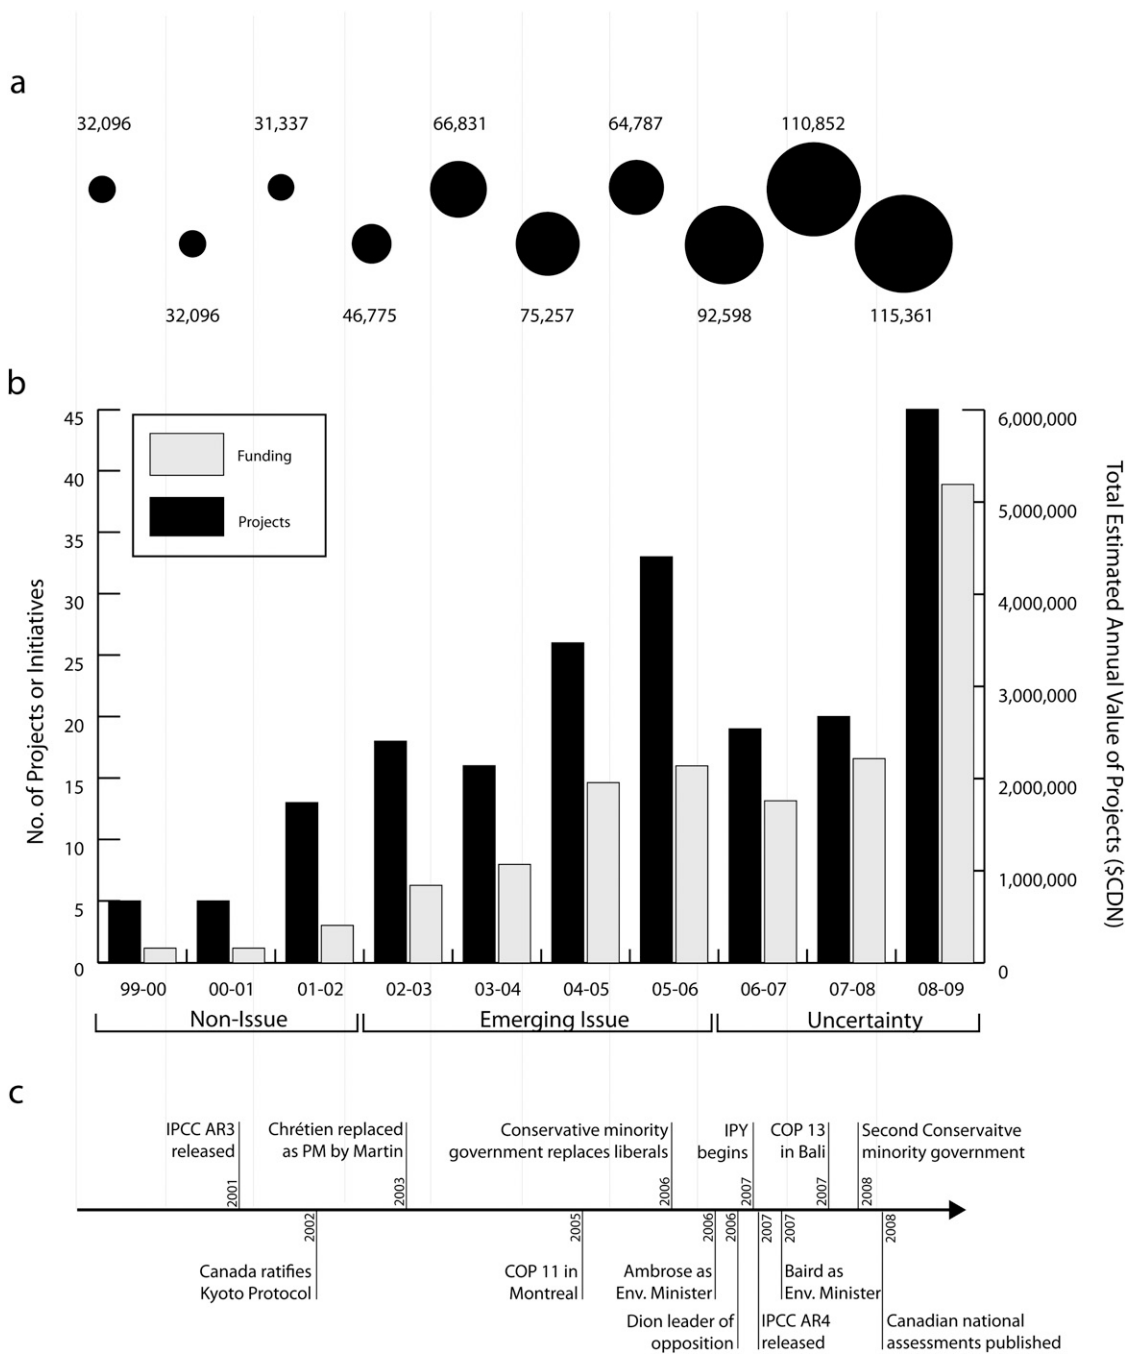 a
32,096
31,337
66,831
64,787
110,852
32,096
46,775
75,257
92,598
115,361
b
45
40
35
30
25
20
15
10
5
0
No. of Projects or Initiatives
Funding
Projects
6,000,000
5,000,000
4,000,000
3,000,000
2,000,000
1,000,000
0
Total Estimated Annual Value of Projects ($CDN)
99-00
00-01
01-02
02-03
03-04
04-05
05-06
06-07
07-08
08-09
Non-Issue
Emerging Issue
Uncertainty
c
IPCC AR3
released
2001
Chrétien replaced
as PM by Martin
2003
Conservative minority
government replaces liberals
2006
IPY
begins
2007
COP 13
in Bali
2007
Second Conservaitve
minority government
2008
2002
Canada ratifies
Kyoto Protocol
2005
COP 11 in
Montreal
2006
Ambrose as
Env. Minister
2006
Dion leader of
opposition
2007
IPCC AR4
released
2007
Baird as
Env. Minister
2008
Canadian national
assessments published